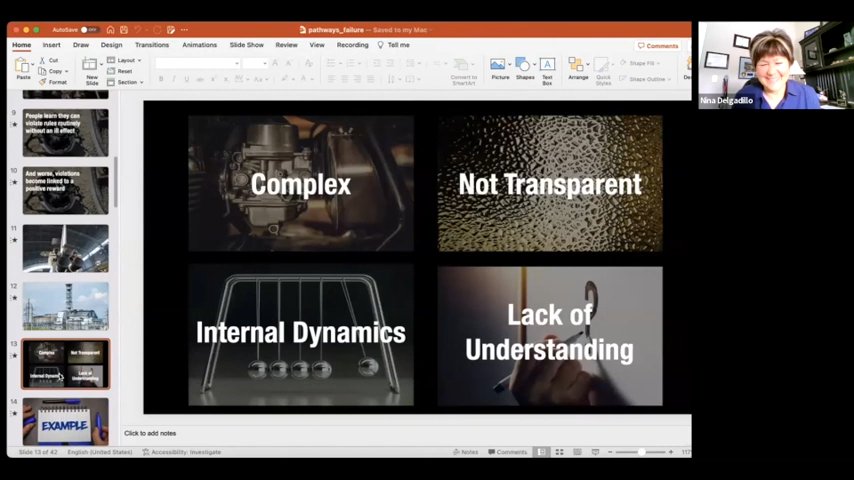 AutoSave
OFF
pathways_failure — Saved to my Mac
Home
Insert
Draw
Design
Transitions
Animations
Slide Show
Review
View
Recording
Tell me
Comments
Paste
Cut
Copy
Format
New
Slide
Layout
Reset
Section
Convert to
SmartArt
Picture
Shapes
Text
Box
Arrange
Quick
Styles
Shape Fill
Shape Outline
Nina Delgadillo
9
People learn they can
violate rules routinely
without an ill effect
10
And worse, violations
become linked to a
positive reward
11
12
13
Complex
Not Transparent
Internal Dynamics
Lack of
Understanding
14
EXAMPLE
Complex
Not Transparent
Internal Dynamics
Lack of
Understanding
Click to add notes
Slide 13 of 42
English (United States)
Accessibility: Investigate
Notes
Comments